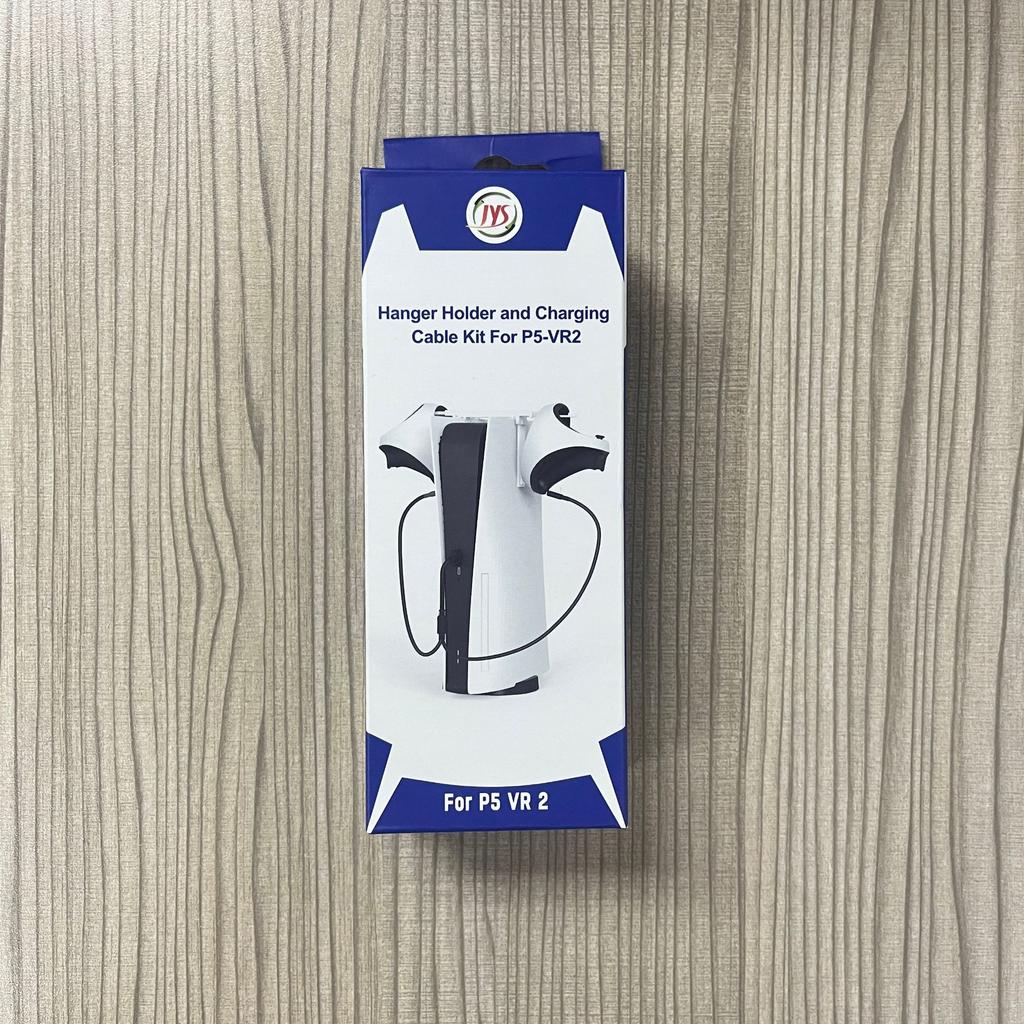 JYS
Hanger Holder and Charging
Cable Kit For P5-VR2
For P5 VR 2